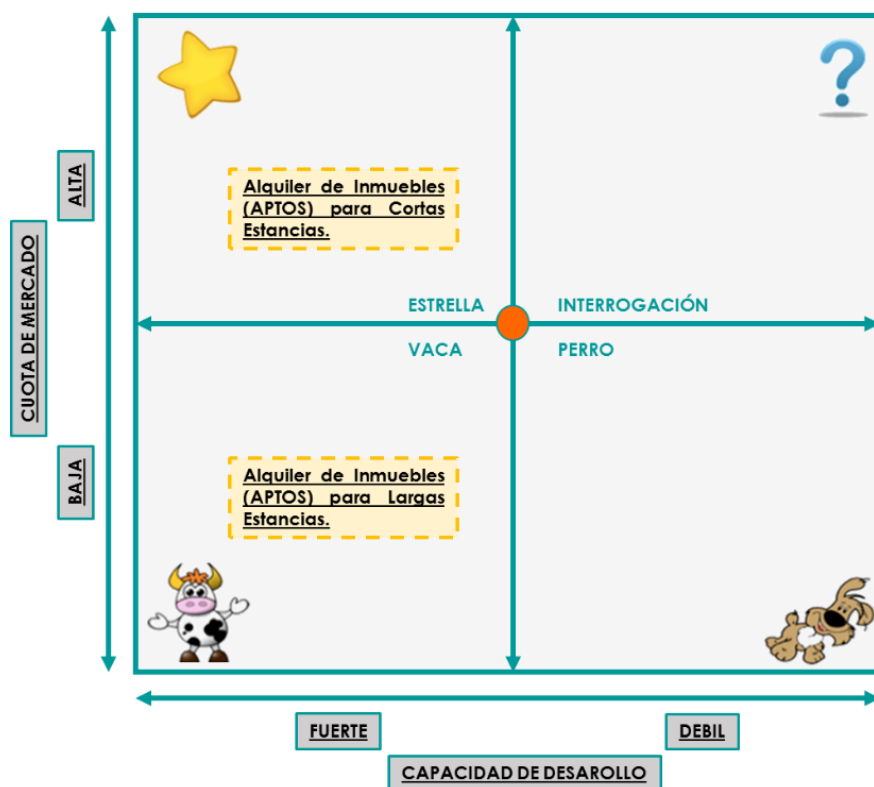 Alquiler de Inmuebles
(APTOS) para Cortas
Estancias.
ALTA
CUOTA DE MERCADO
ESTRELLA
INTERROGACIÓN
VACA
PERRO
BAJA
Alquiler de Inmuebles
(APTOS) para Largas
Estancias.
FUERTE
DEBIL
CAPACIDAD DE DESAROLLO